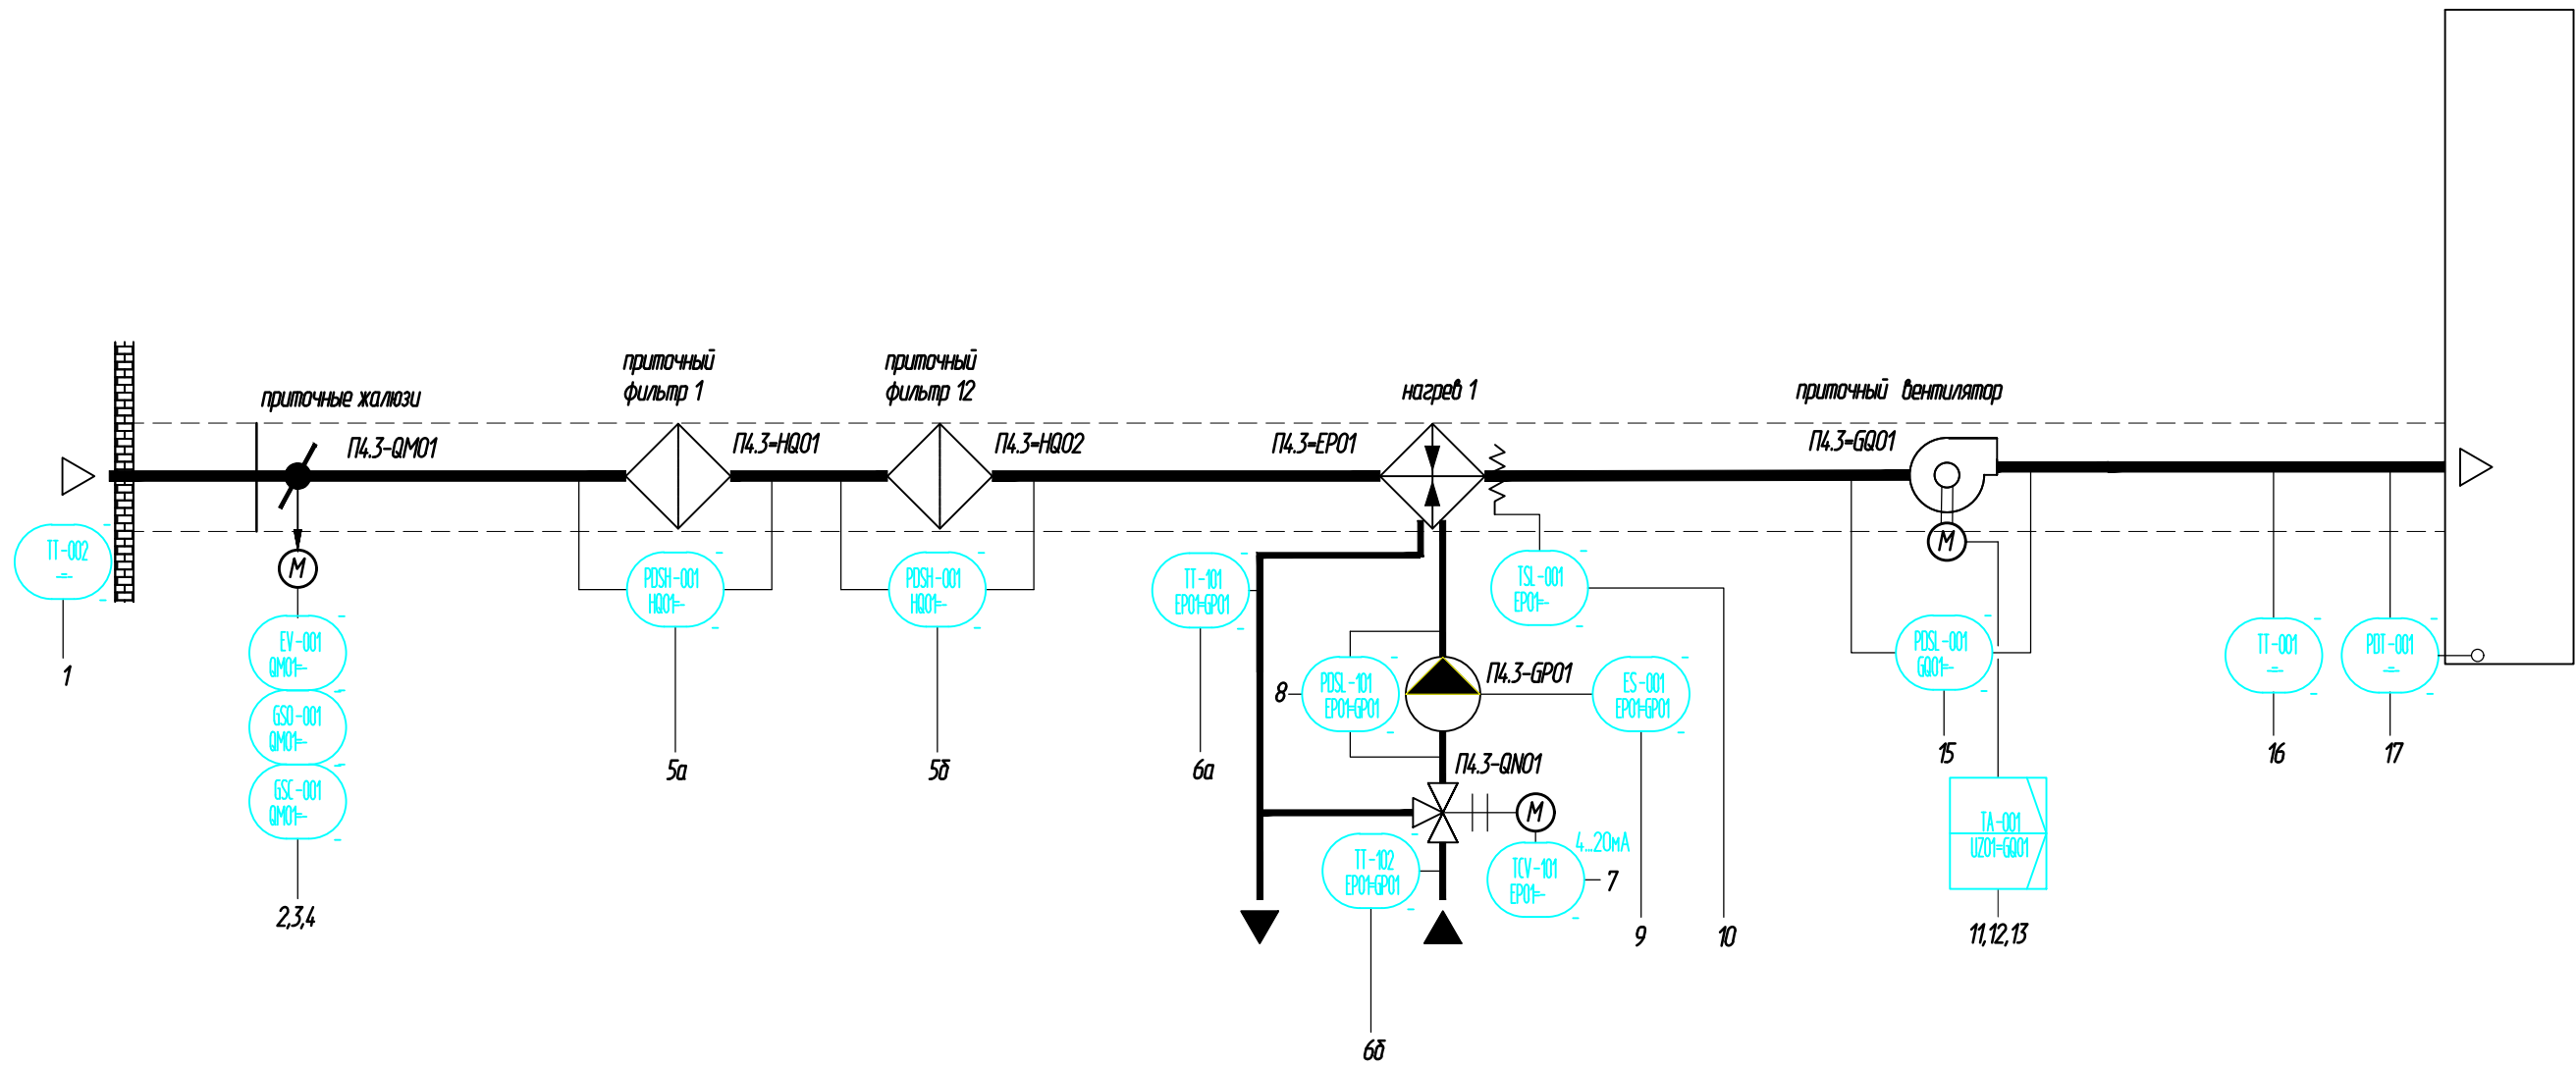 приточный
фильтр 1
приточный
фильтр 12
приточные жалюзи
нагрев 1
приточный вентилятор
П4.3-QM01
П4.3=HQ01
П4.3=HQ02
П4.3=EP01
П4.3=GQ01
TT-002
-
1
M
EV-001
QM01=-
GSO-001
QM01=-
GSC-001
QM01=-
2,3,4
PDSH-001
HQ01=-
5а
PDSH-001
HQ01=-
5б
TT-101
EP01=GP01
6а
TSL-001
EP01=-
10
8
PDSL-101
EP01=GP01
П4.3-GP01
ES-001
EP01=GP01
9
П4.3-QN01
M
4...20мА
TCV-101
EP01=-
7
TT-102
EP01=GP01
6б
M
PDSL-001
GQ01=-
15
TA-001
UZ01=GQ01
11,12,13
TT-001
-
16
PDT-001
-
17